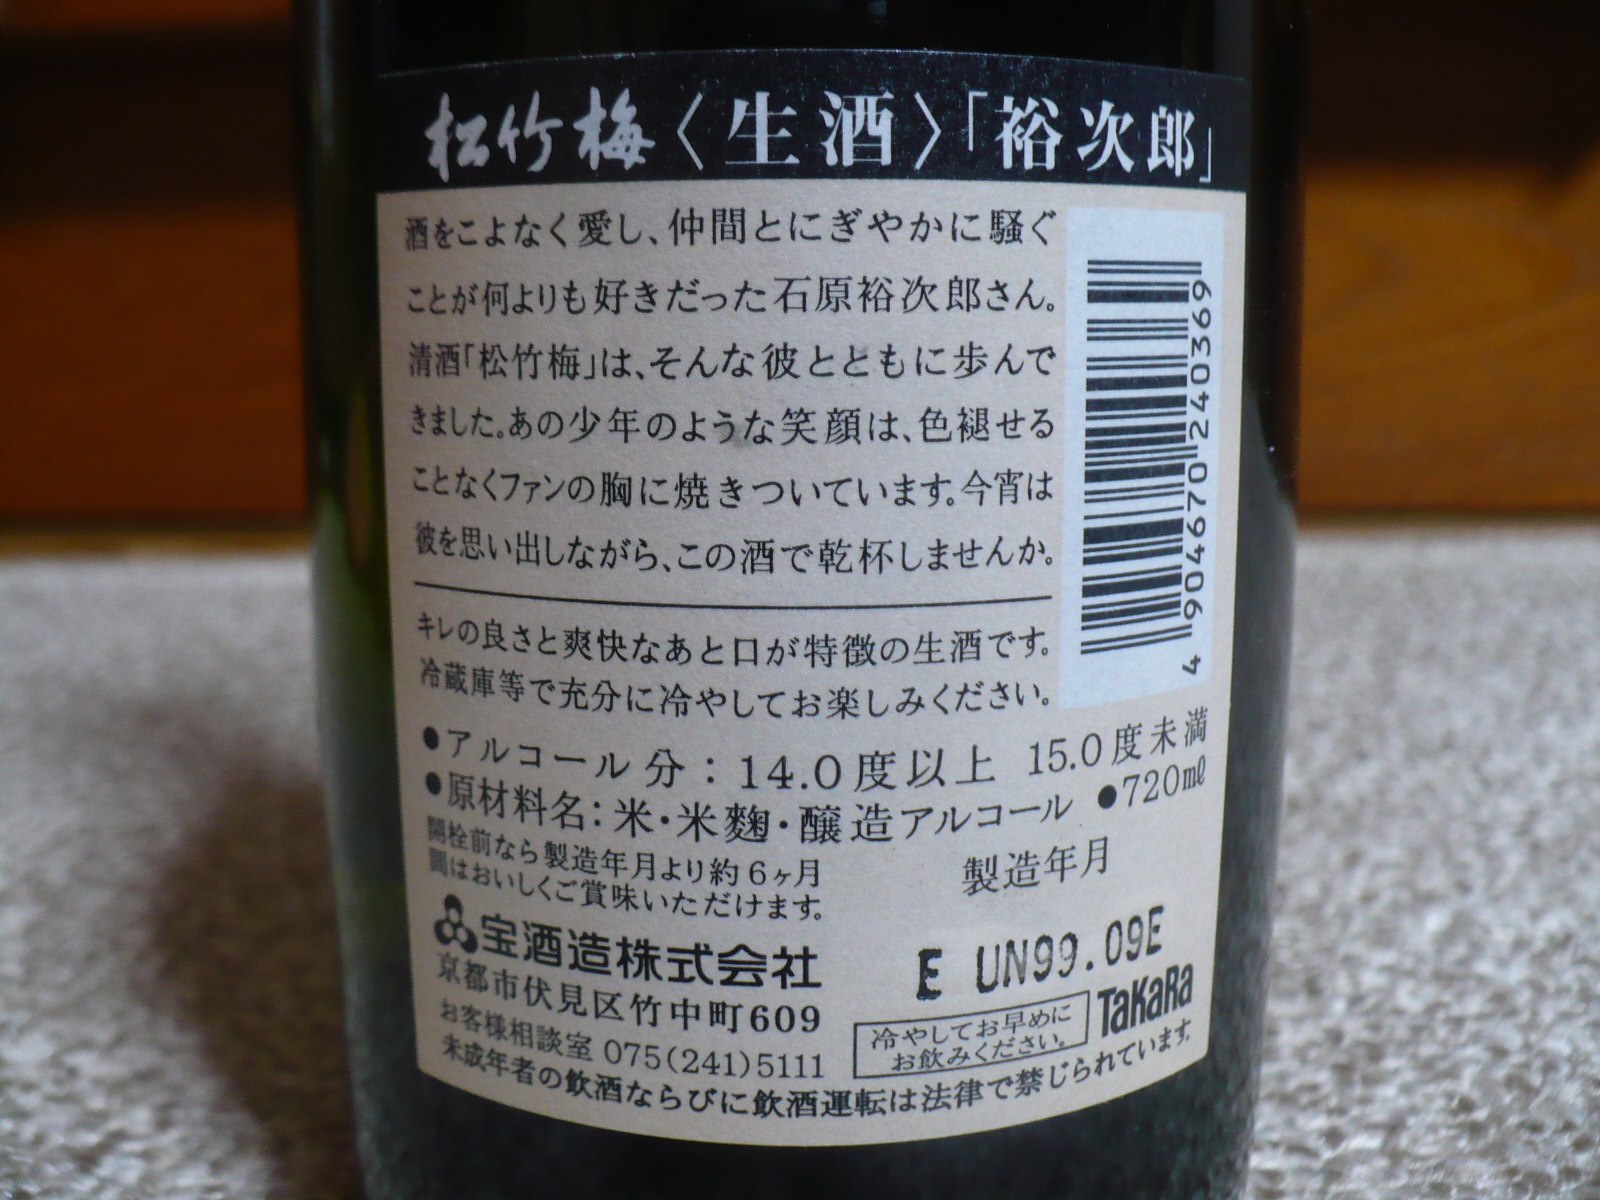 松竹梅〈生酒〉「裕次郎」
酒をこよなく愛し、仲間とにぎやかに騒ぐ
ことが何よりも好きだった石原裕次郎さん。
清酒「松竹梅」は、そんな彼とともに歩んで
きました。あの少年のような笑顔は、色褪せる
ことなくファンの胸に焼きついています。今宵は
彼を思い出しながら、この酒で乾杯しませんか。
キレの良さと爽快なあと口が特徴の生酒です。
冷蔵庫等で充分に冷やしてお楽しみください。
●アルコール分：14.0度以上 15.0度未満
●原材料名：米・米麹・醸造アルコール ●720mℓ
開栓前なら製造年月より約6ヶ月
間はおいしくご賞味いただけます。
製造年月
宝酒造株式会社
E UN99.09E
京都市伏見区竹中町609
お客様相談室 075(241)5111
冷やしてお早めに
お飲みください。
TaKaRa
未成年者の飲酒ならびに飲酒運転は法律で禁じられています。
4 904670 240369